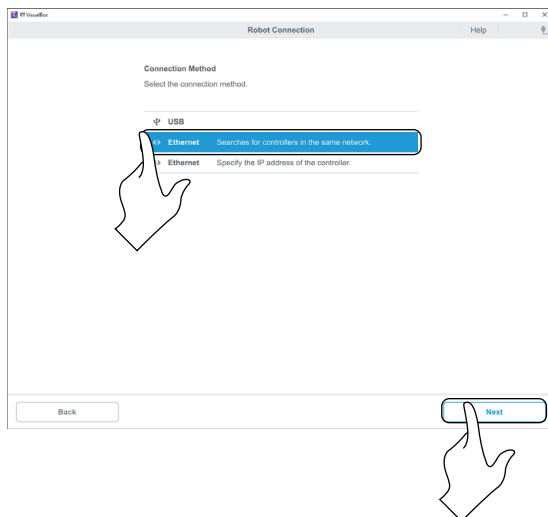 RT VisualBox
Robot Connection
Help
Connection Method
Select the connection method.
USB
Ethernet Searches for controllers in the same network.
Ethernet Specify the IP address of the controller.
Back
Next